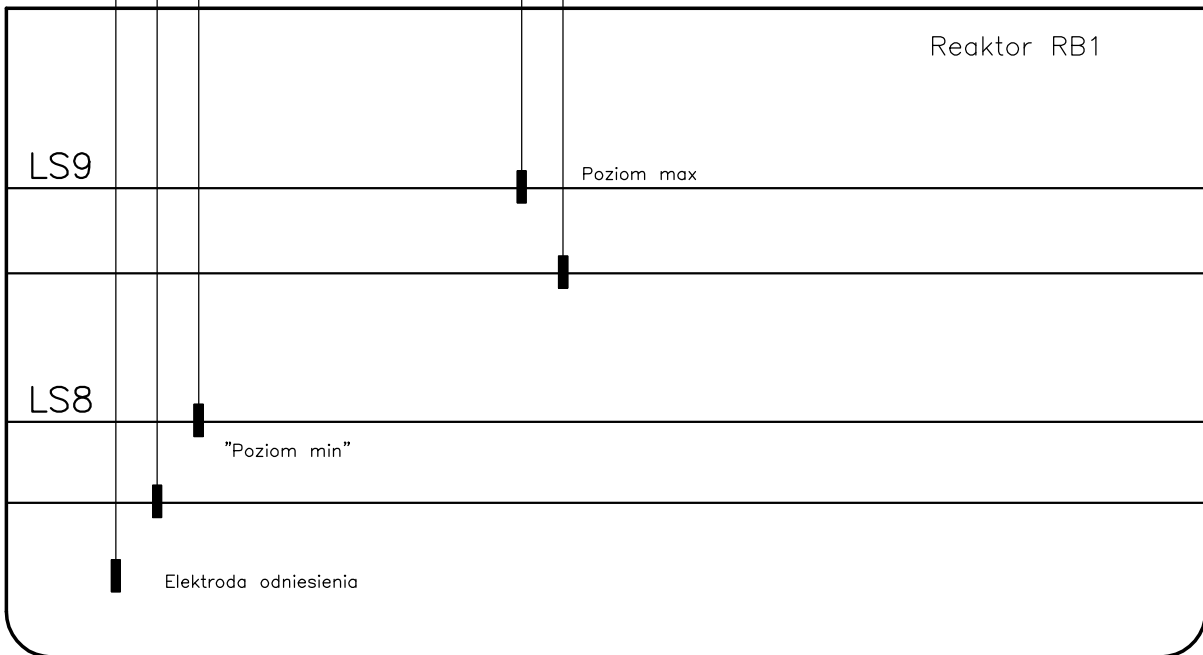 Reaktor RB1
LS9
Poziom max
LS8
"Poziom min"
Elektroda odniesienia